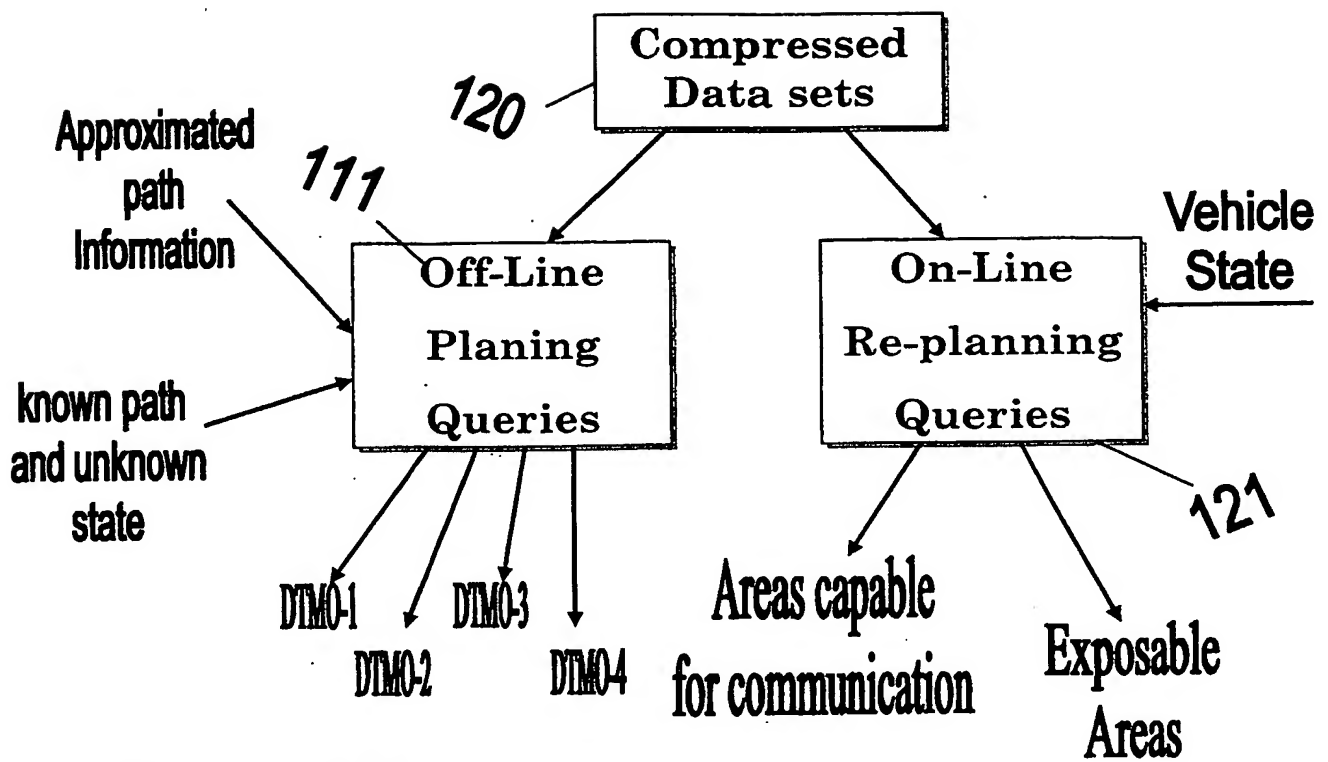 Compressed
Data sets
120
Approximated
path
Information
111
Vehicle
State
Off-Line
Planing
Queries
On-Line
Re-planning
Queries
known path
and unknown
state
121
DTMO-1
DTMO-2
DTMO-3
DTMO-4
Areas capable
for communication
Exposable
Areas